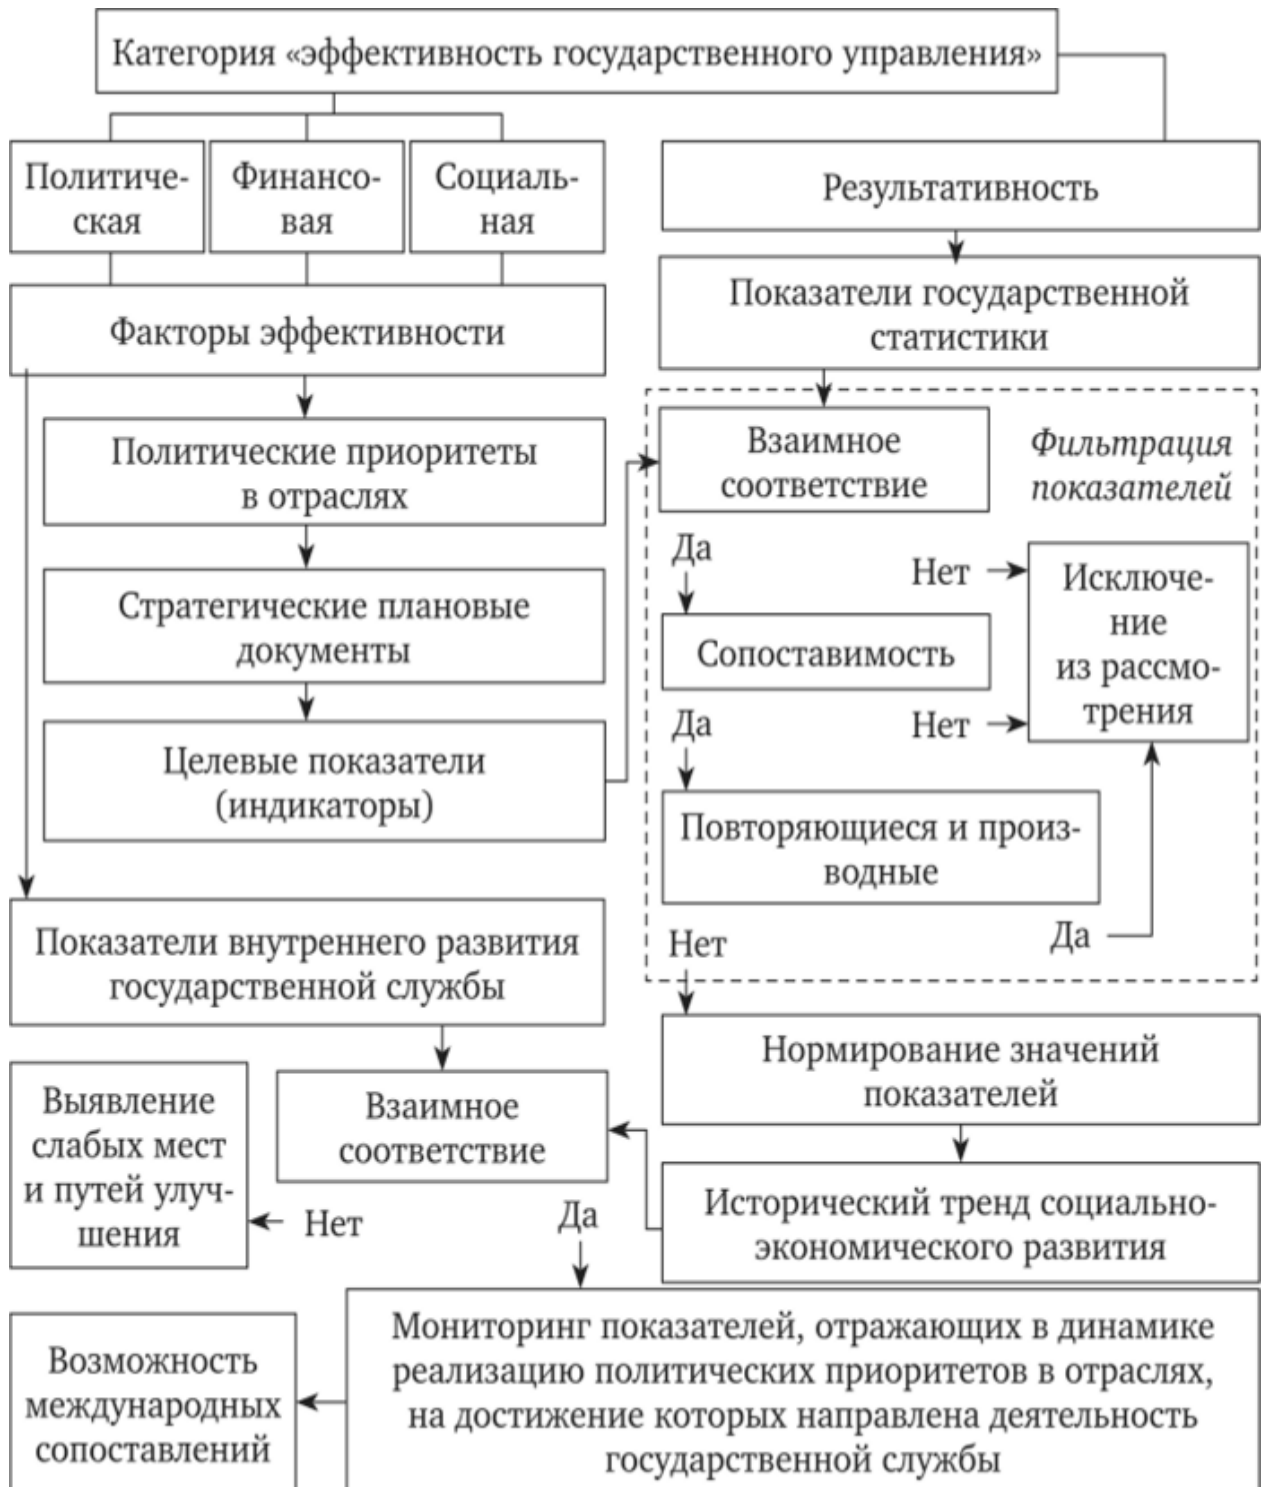 Категория «эффективность государственного управления»
Политиче-
ская
Финансо-
вая
Социаль-
ная
Результативность
Факторы эффективности
Показатели государственной
статистики
Политические приоритеты
в отраслях
Взаимное
соответствие
Фильтрация
показателей
Стратегические плановые
документы
Да
Нет
Исключе-
ние
из рассмо-
трения
Сопоставимость
Целевые показатели
(индикаторы)
Да
Нет
Повторяющиеся и произ-
водные
Нет
Да
Показатели внутреннего развития
государственной службы
Нормирование значений
показателей
Выявление
слабых мест
и путей улуч-
шения
Взаимное
соответствие
Нет
Да
Исторический тренд социально-
экономического развития
Возможность
международных
сопоставлений
Мониторинг показателей, отражающих в динамике
реализацию политических приоритетов в отраслях,
на достижение которых направлена деятельность
государственной службы